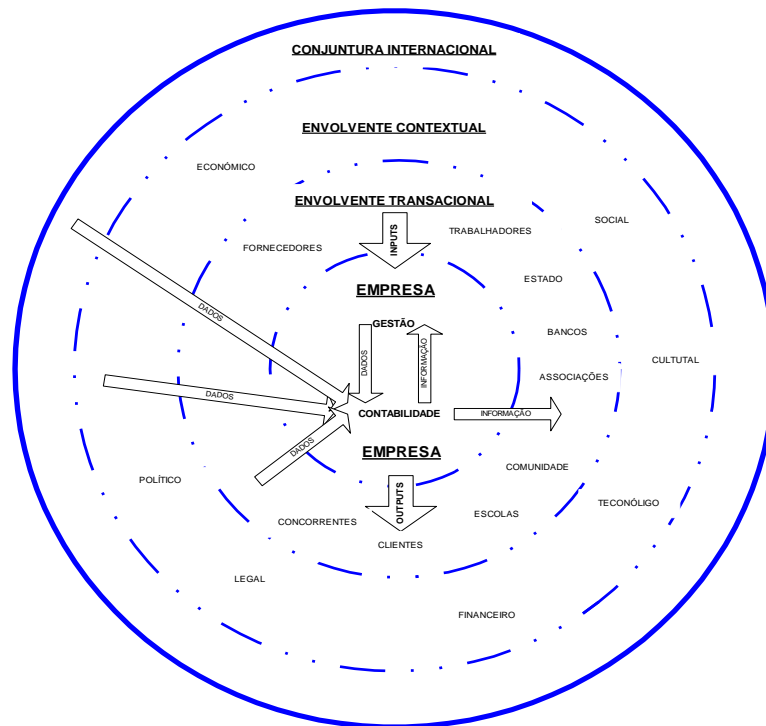 CONJUNTURA INTERNACIONAL
ENVOLVENTE CONTEXTUAL
ECONÓMICO
ENVOLVENTE TRANSACIONAL
SOCIAL
TRABALHADORES
FORNECEDORES
INPUTS
ESTADO
EMPRESA
DADOS
GESTÃO
BANCOS
DADOS
INFORMAÇÃO
CULTUTAL
ASSOCIAÇÕES
DADOS
CONTABILIDADE
INFORMAÇÃO
DADOS
EMPRESA
COMUNIDADE
POLÍTICO
TECONÓLIGO
OUTPUTS
ESCOLAS
CONCORRENTES
CLIENTES
LEGAL
FINANCEIRO